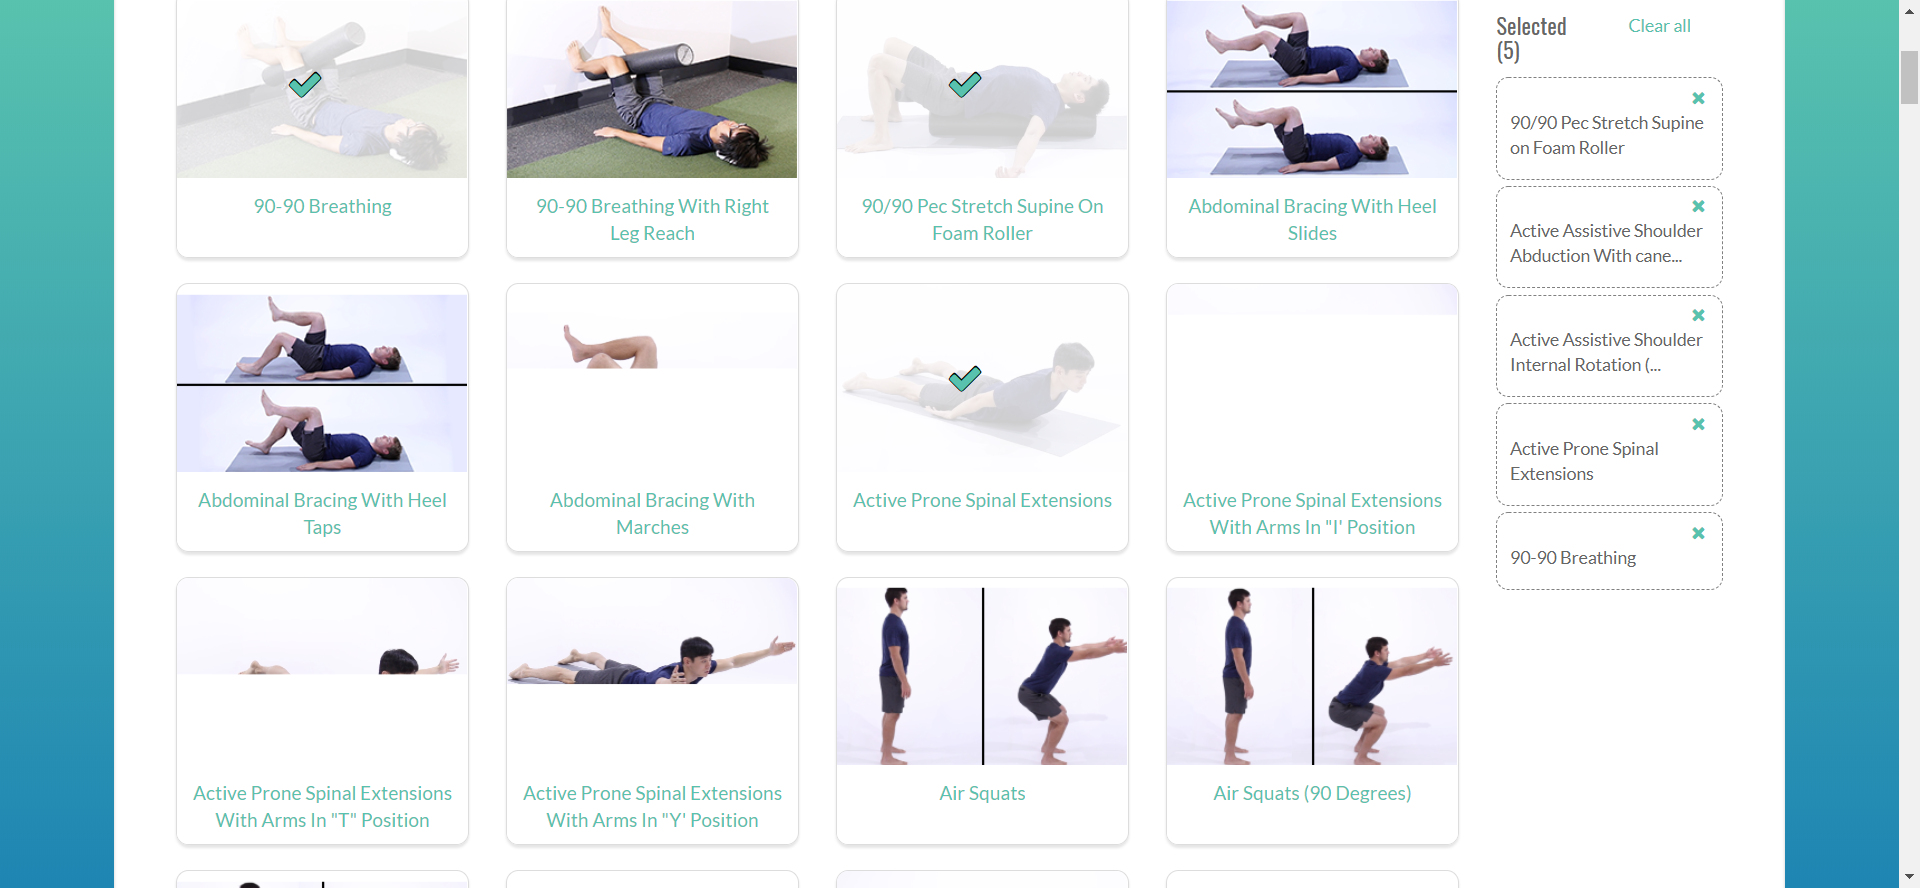 90-90 Breathing
90-90 Breathing With Right
Leg Reach
90/90 Pec Stretch Supine On
Foam Roller
Abdominal Bracing With Heel
Slides
Abdominal Bracing With Heel
Taps
Abdominal Bracing With
Marches
Active Prone Spinal Extensions
Active Prone Spinal Extensions
With Arms In "I' Position
Active Prone Spinal Extensions
With Arms In "T" Position
Active Prone Spinal Extensions
With Arms In "Y' Position
Air Squats
Air Squats (90 Degrees)
Selected
(5)
Clear all
90/90 Pec Stretch Supine
on Foam Roller
Active Assistive Shoulder
Abduction With cane...
Active Assistive Shoulder
Internal Rotation (...
Active Prone Spinal
Extensions
90-90 Breathing